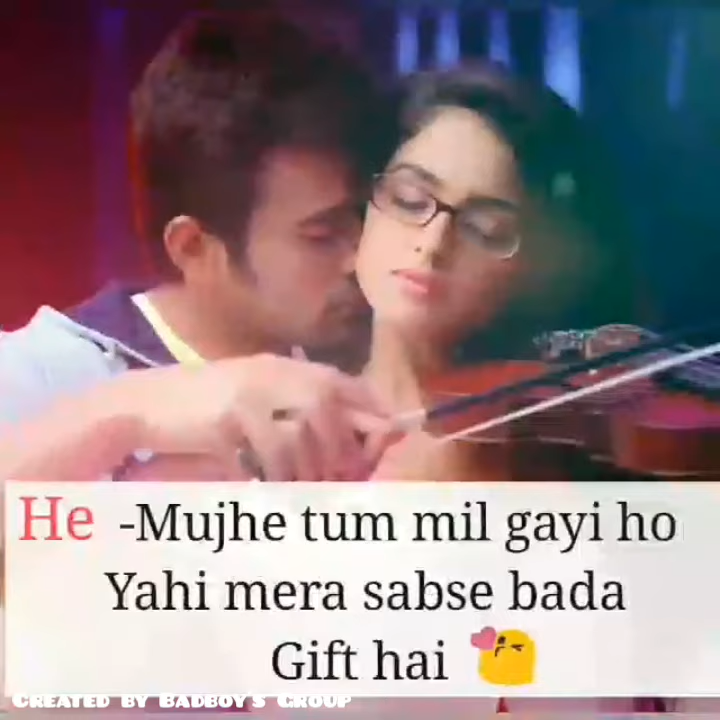 He -Mujhe tum mil gayi ho
Yahi mera sabse bada
Gift hai 😘
CREATED BY BADBOY'S GROUP